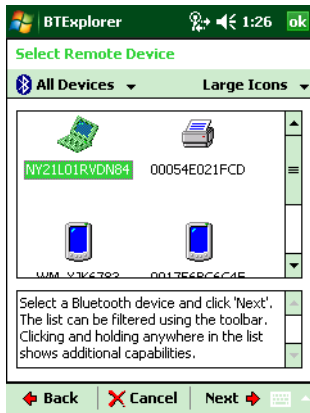 BTExplorer 1:26 ok
Select Remote Device
All Devices Large Icons
NY21L01RVDN84 00054E021FCD
Select a Bluetooth device and click 'Next'.
The list can be filtered using the toolbar.
Clicking and holding anywhere in the list
shows additional capabilities.
Back Cancel Next